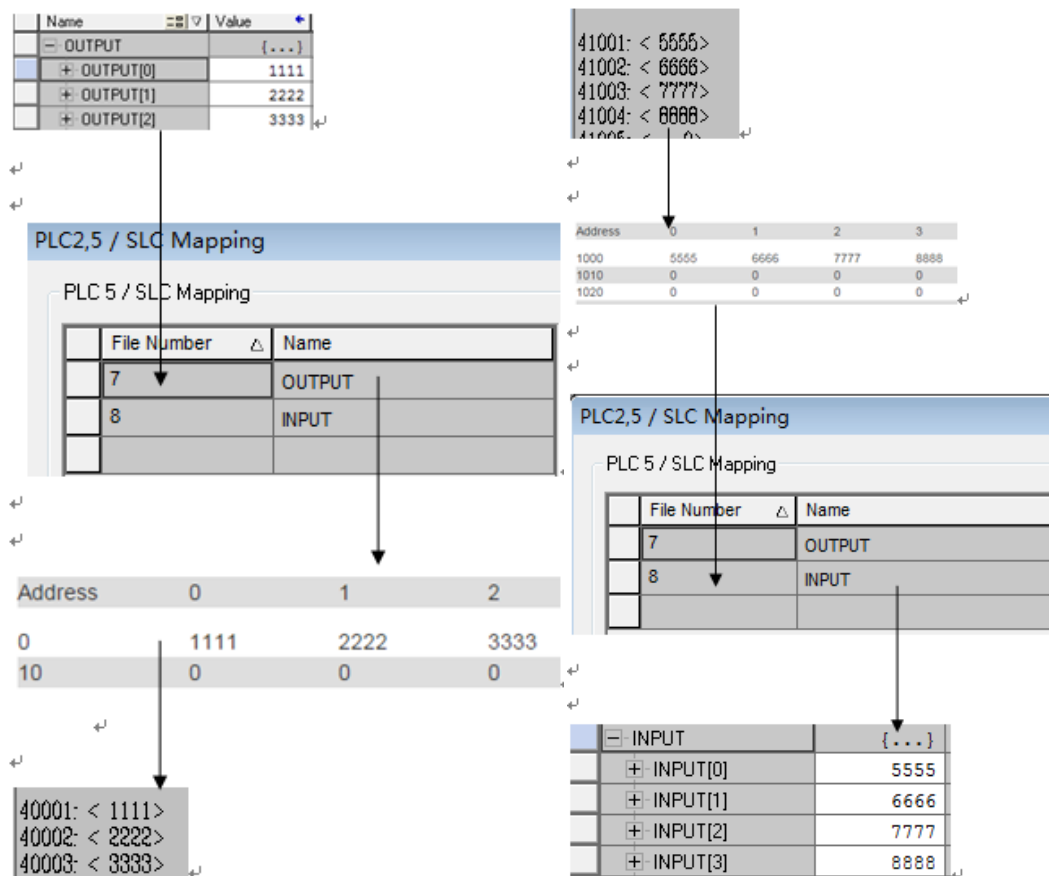 Name Value
OUTPUT {...}
OUTPUT[0] 1111
OUTPUT[1] 2222
OUTPUT[2] 3333
PLC2,5 / SLC Mapping
PLC 5 / SLC Mapping
File Number Name
7 OUTPUT
8 INPUT
Address 0 1 2
0 1111 2222 3333
10 0 0 0
40001: < 1111>
40002: < 2222>
40003: < 3333>
41001: < 5555>
41002: < 6666>
41003: < 7777>
41004: < 8888>
41005: < 0>
Address 0 1 2 3
1000 5555 6666 7777 8888
1010 0 0 0 0
1020 0 0 0 0
PLC2,5 / SLC Mapping
PLC 5 / SLC Mapping
File Number Name
7 OUTPUT
8 INPUT
INPUT {...}
INPUT[0] 5555
INPUT[1] 6666
INPUT[2] 7777
INPUT[3] 8888